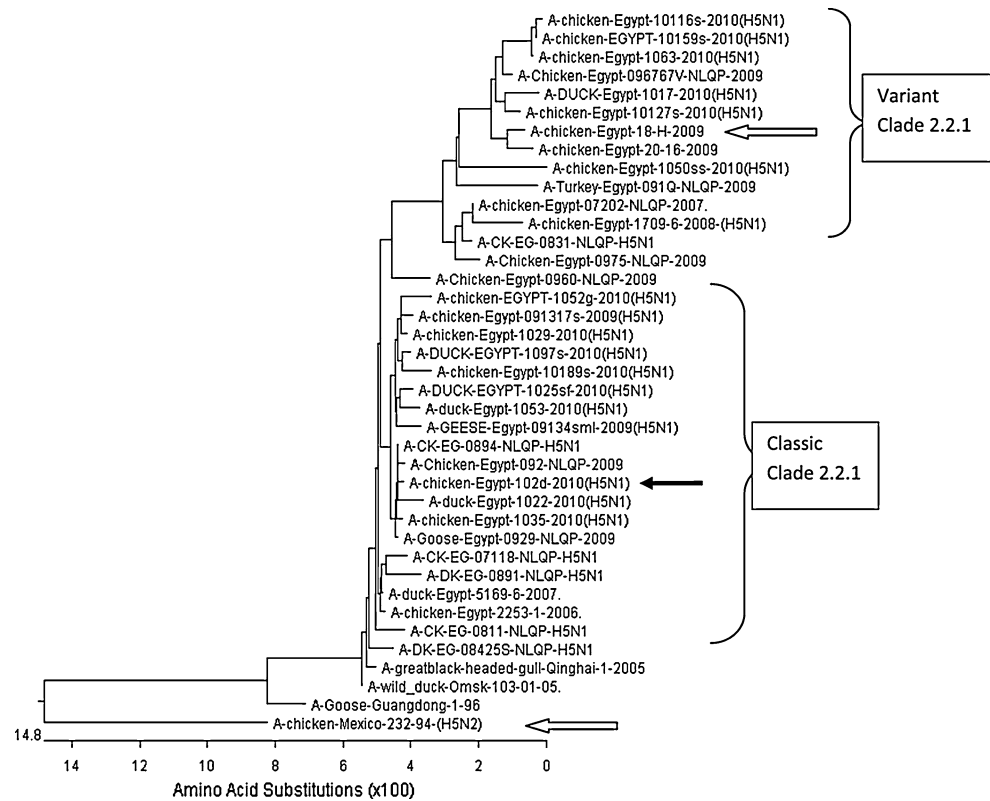 A-chicken-Egypt-10116s-2010(H5N1)
A-chicken-EGYPT-10159s-2010(H5N1)
A-chicken-Egypt-1063-2010(H5N1)
A-Chicken-Egypt-096767V-NLQP-2009
A-DUCK-Egypt-1017-2010(H5N1)
A-chicken-Egypt-10127s-2010(H5N1)
A-chicken-Egypt-18-H-2009
A-chicken-Egypt-20-16-2009
A-chicken-Egypt-1050ss-2010(H5N1)
A-Turkey-Egypt-091Q-NLQP-2009
A-chicken-Egypt-07202-NLQP-2007.
A-chicken-Egypt-1709-6-2008-(H5N1)
A-CK-EG-0831-NLQP-H5N1
A-Chicken-Egypt-0975-NLQP-2009
A-Chicken-Egypt-0960-NLQP-2009
Variant
Clade 2.2.1
A-chicken-EGYPT-1052g-2010(H5N1)
A-chicken-Egypt-091317s-2009(H5N1)
A-chicken-Egypt-1029-2010(H5N1)
A-DUCK-EGYPT-1097s-2010(H5N1)
A-chicken-Egypt-10189s-2010(H5N1)
A-DUCK-EGYPT-1025sf-2010(H5N1)
A-duck-Egypt-1053-2010(H5N1)
A-GEESE-Egypt-09134sml-2009(H5N1)
A-CK-EG-0894-NLQP-H5N1
A-Chicken-Egypt-092-NLQP-2009
A-chicken-Egypt-102d-2010(H5N1)
A-duck-Egypt-1022-2010(H5N1)
A-chicken-Egypt-1035-2010(H5N1)
A-Goose-Egypt-0929-NLQP-2009
A-CK-EG-07118-NLQP-H5N1
A-DK-EG-0891-NLQP-H5N1
A-duck-Egypt-5169-6-2007.
A-chicken-Egypt-2253-1-2006.
A-CK-EG-0811-NLQP-H5N1
A-DK-EG-08425S-NLQP-H5N1
A-greatblack-headed-gull-Qinghai-1-2005
A-wild_duck-Omsk-103-01-05.
A-Goose-Guangdong-1-96
A-chicken-Mexico-232-94-(H5N2)
Classic
Clade 2.2.1
14.8
14 12 10 8 6 4 2 0
Amino Acid Substitutions (x100)